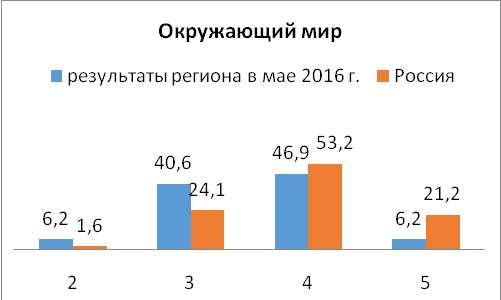 Окружающий мир
результаты региона в мае 2016 г. Россия
6,2 1,6 40,6 24,1 46,9 53,2 6,2 21,2
2 3 4 5